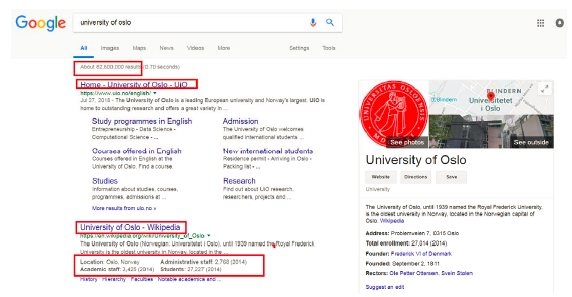 Google
university of oslo
All Images Maps News Videos More Settings Tools
About 62,600,000 results (0.70 seconds)
Home - University of Oslo - UiO
https://www.uio.no/english/
Jul 27, 2018 - The University of Oslo is a leading European university and Norway's largest. UiO is
home to outstanding research and offers a great variety in ...
Study programmes in English
Entrepreneurship - Data Science -
Computational Science - ...
Admission
The University of Oslo welcomes
qualified international students ...
Courses offered in English
Courses offered in English at the
University of Oslo. Find a course.
New international students
Residence permit - Arriving in Oslo -
Packing list - ...
Studies
Information about studies, courses,
programmes, admissions at ...
Research
Find out about UiO research,
researchers, projects and ...
More results from uio.no »
University of Oslo - Wikipedia
https://en.wikipedia.org/wiki/University_of_Oslo
The University of Oslo (Norwegian: Universitetet i Oslo), until 1939 named the Royal Frederick
University is the oldest university in Norway, located in the ...
Location: Oslo, Norway Administrative staff: 2,768 (2014)
Academic staff: 3,425 (2014) Students: 27,227 (2014)
History Hierarchy Faculties Notable academics and ...
UNIVERSITAS
OSLOENSIS
BLINDERN
Blindern
Universitetet
i Oslo
See photos
See outside
University of Oslo
Website Directions Save
University
The University of Oslo, until 1939 named the Royal Frederick University,
is the oldest university in Norway, located in the Norwegian capital of
Oslo. Wikipedia
Address: Problemveien 7, 0315 Oslo
Total enrollment: 27,014 (2014)
Founder: Frederick VI of Denmark
Founded: September 2, 1811
Rectors: Ole Petter Ottersen, Svein Stølen
Suggest an edit